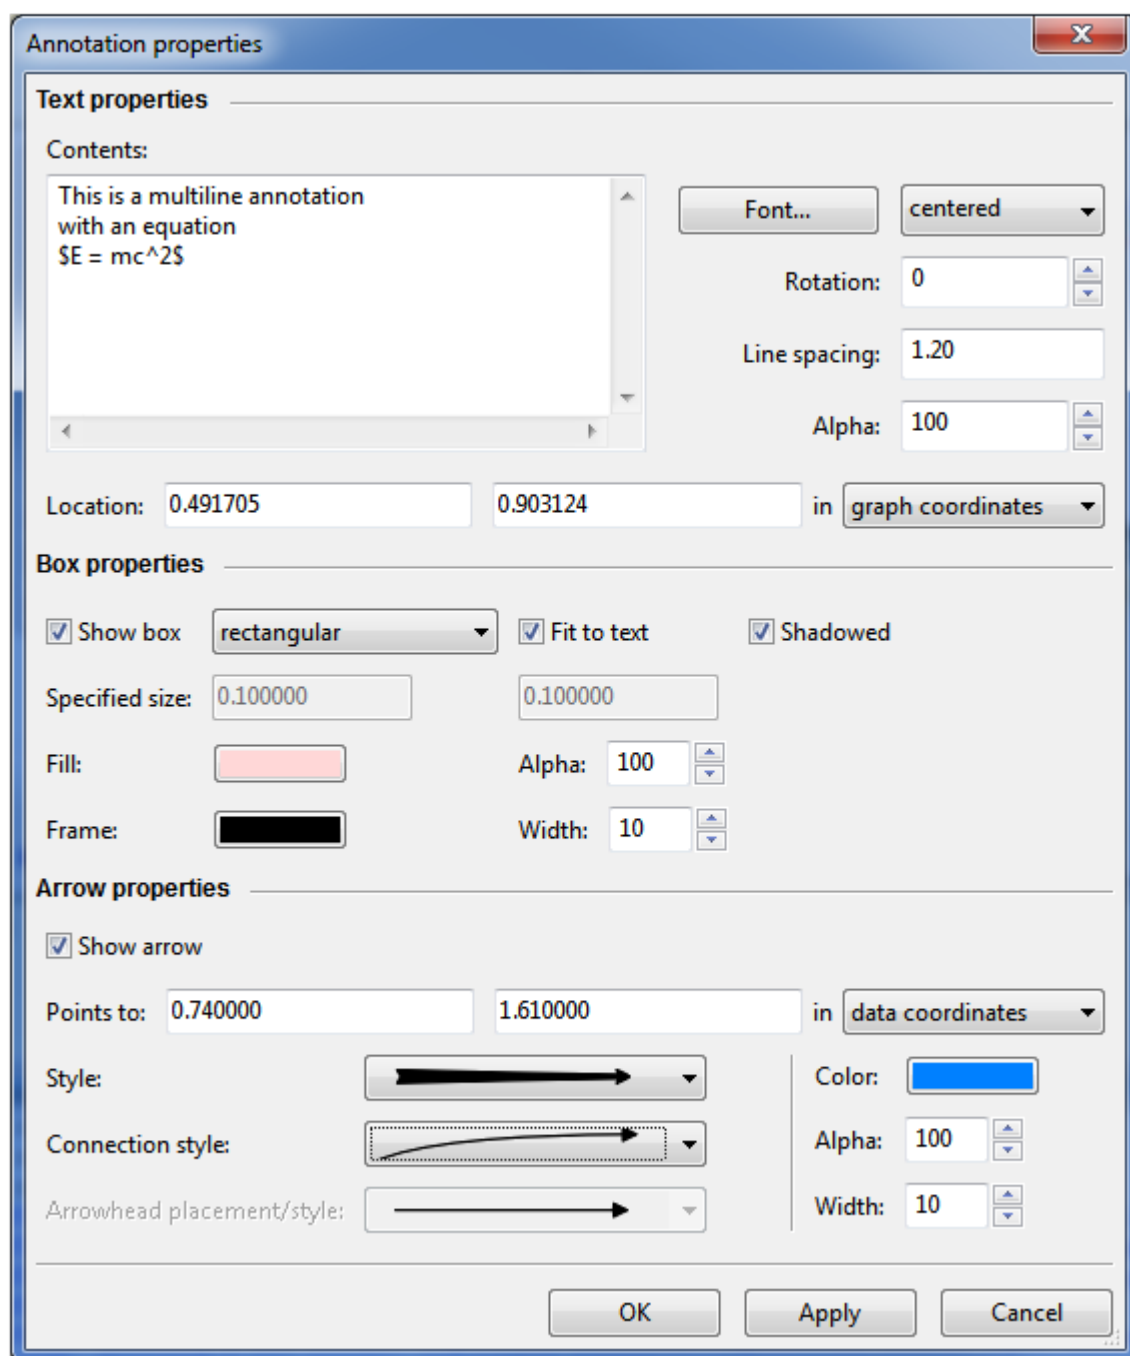 Annotation properties
Text properties
Contents:
This is a multiline annotation
with an equation
$E = mc^2$
Font... centered
Rotation: 0
Line spacing: 1.20
Alpha: 100
Location: 0.491705 0.903124 in graph coordinates
Box properties
Show box rectangular Fit to text Shadowed
Specified size: 0.100000 0.100000
Fill: Alpha: 100
Frame: Width: 10
Arrow properties
Show arrow
Points to: 0.740000 1.610000 in data coordinates
Style: Color:
Connection style: Alpha: 100
Arrowhead placement/style: Width: 10
OK Apply Cancel